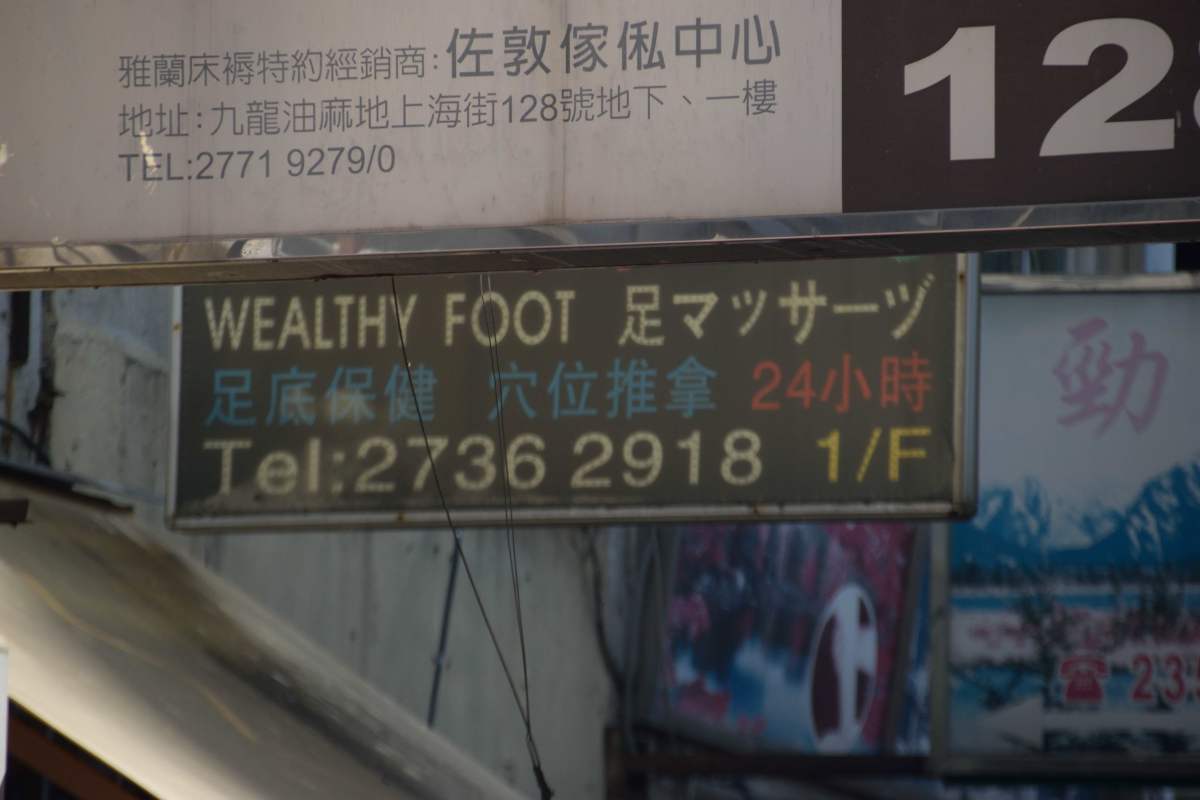 雅蘭床褥特約經銷商:佐敦傢俬中心
地址:九龍油麻地上海街128號地下、一樓
TEL:2771 9279/0
12
WEALTHY FOOT 足マッサーヅ
足底保健 穴位推拿 24小時
Tel:2736 2918 1/F
勁
☎ 235